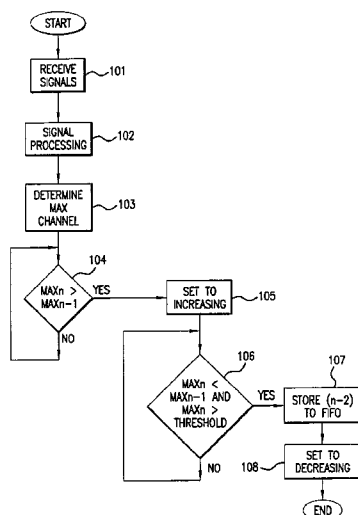 START
RECEIVE
SIGNALS
101
SIGNAL
PROCESSING
102
DETERMINE
MAX
CHANNEL
103
104
MAXn >
MAXn-1
YES
NO
SET TO
INCREASING
105
106
MAXn <
MAXn-1 AND
MAXn >
THRESHOLD
YES
NO
107
STORE (n-2)
TO FIFO
SET TO
DECREASING
108
END